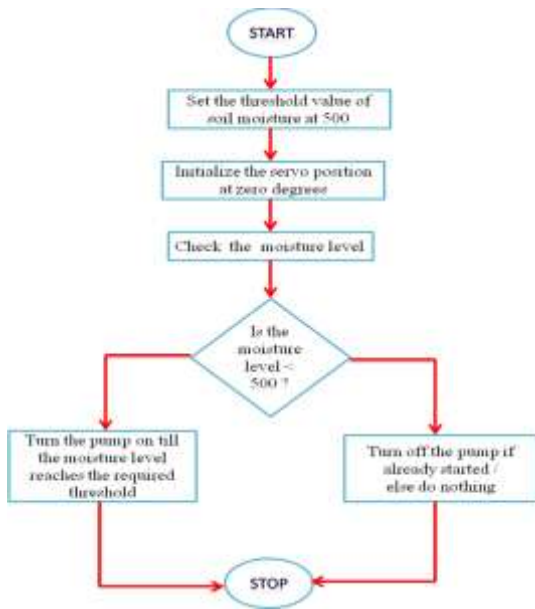 START
Set the threshold value of
soil moisture at 500
Initialize the servo position
at zero degrees
Check the moisture level
Is the
moisture
level <
500 ?
Turn the pump on till
the moisture level
reaches the required
threshold
Turn off the pump if
already started /
else do nothing
STOP